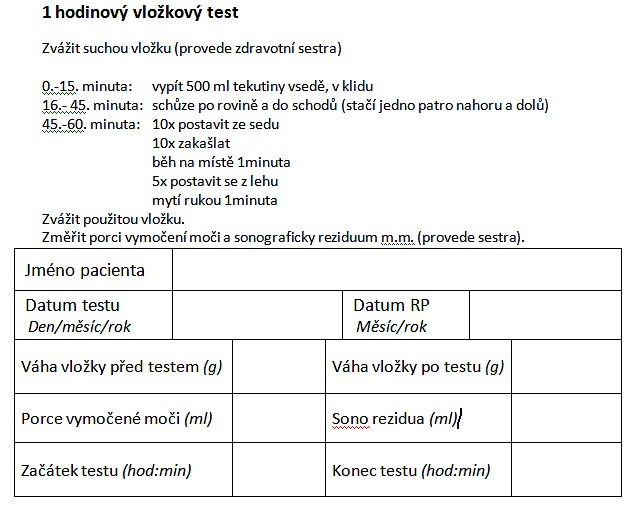 1 hodinový vložkový test
Zvážit suchou vložku (provede zdravotní sestra)
0.-15. minuta: vypít 500 ml tekutiny vsedě, v klidu
16.- 45. minuta: schůze po rovině a do schodů (stačí jedno patro nahoru a dolů)
45.-60. minuta: 10x postavit ze sedu
10x zakašlat
běh na místě 1minuta
5x postavit se z lehu
mytí rukou 1minuta
Zvážit použitou vložku.
Změřit porci vymočení moči a sonograficky reziduum m.m. (provede sestra).
Jméno pacienta
Datum testu Datum RP
Den/měsíc/rok Měsíc/rok
Váha vložky před testem (g) Váha vložky po testu (g)
Porce vymočené moči (ml) Sono rezidua (ml)
Začátek testu (hod:min) Konec testu (hod:min)